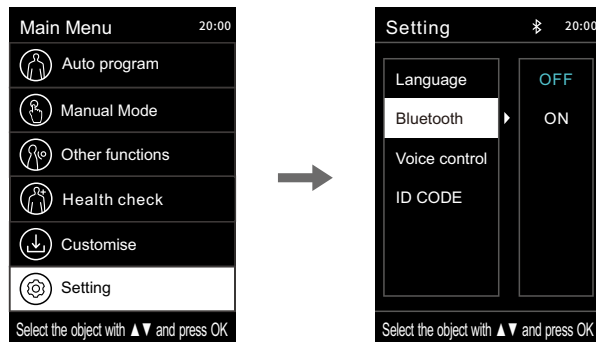 Main Menu 20:00
Auto program
Manual Mode
Other functions
Health check
Customise
Setting
Select the object with ▲▼ and press OK
Setting 20:00
Language
Bluetooth
Voice control
ID CODE
OFF
ON
Select the object with ▲▼ and press OK